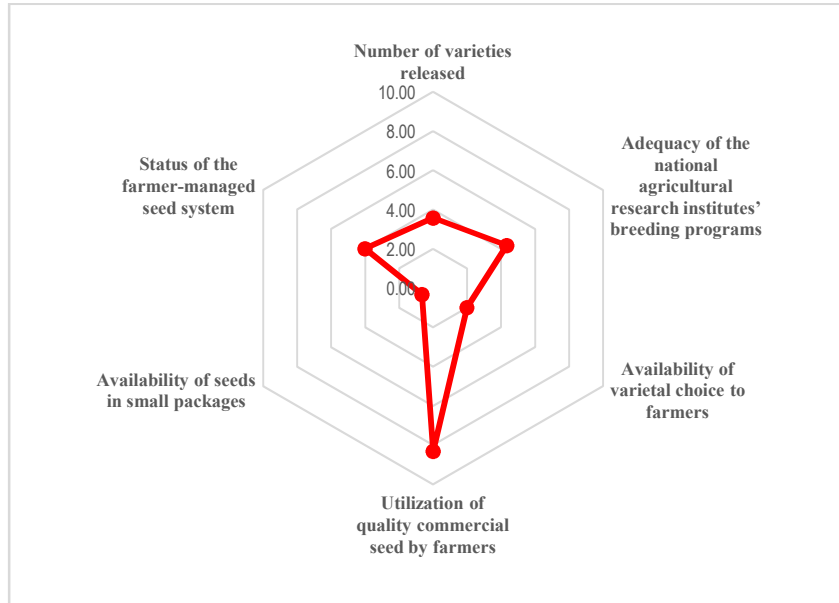 Number of varieties
released
10.00
8.00
6.00
4.00
2.00
0.00
Adequacy of the
national
agricultural
research institutes’
breeding programs
Availability of
varietal choice to
farmers
Utilization of
quality commercial
seed by farmers
Availability of seeds
in small packages
Status of the
farmer-managed
seed system